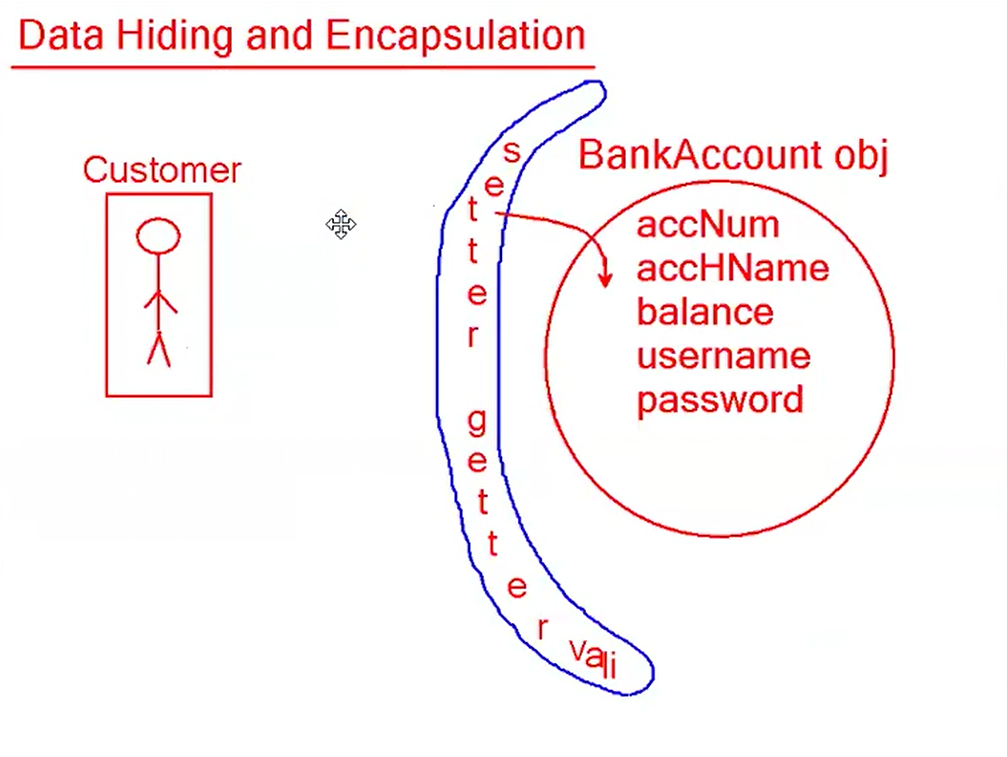 Data Hiding and Encapsulation
Customer
BankAccount obj
accNum
accHName
balance
username
password
setter getter vali